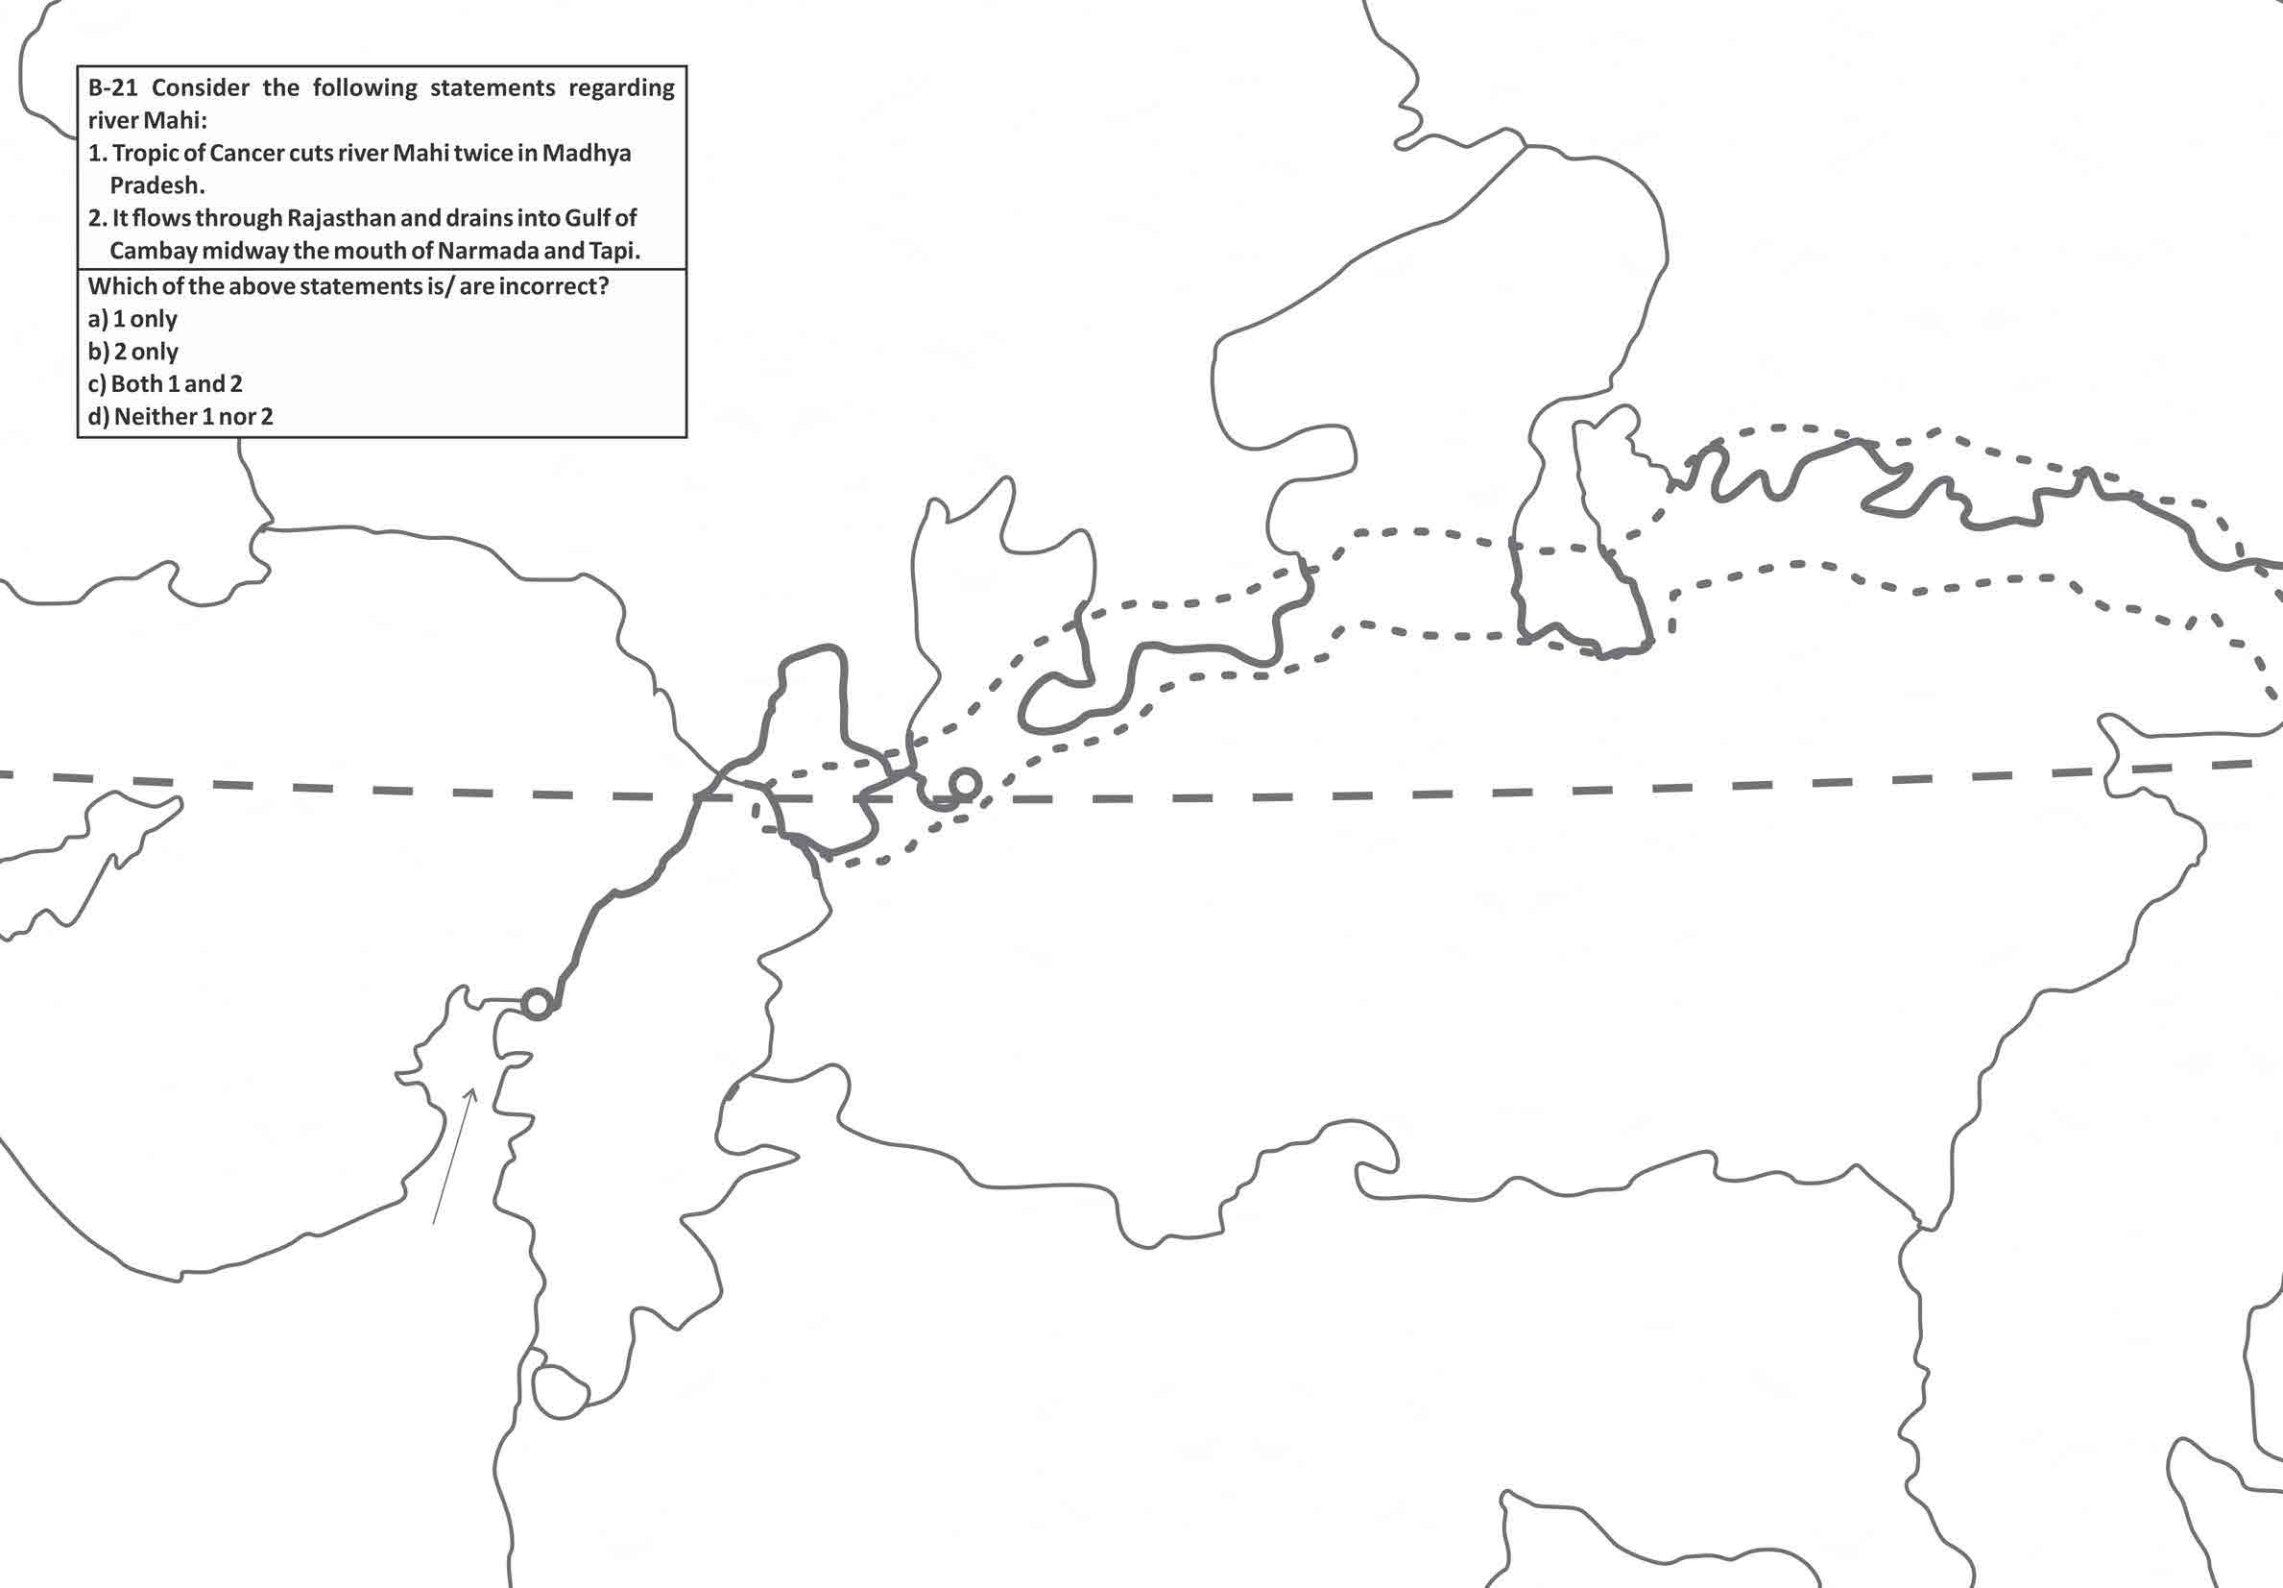 B-21 Consider the following statements regarding
river Mahi:
1. Tropic of Cancer cuts river Mahi twice in Madhya
Pradesh.
2. It flows through Rajasthan and drains into Gulf of
Cambay midway the mouth of Narmada and Tapi.
Which of the above statements is/ are incorrect?
a) 1 only
b) 2 only
c) Both 1 and 2
d) Neither 1 nor 2